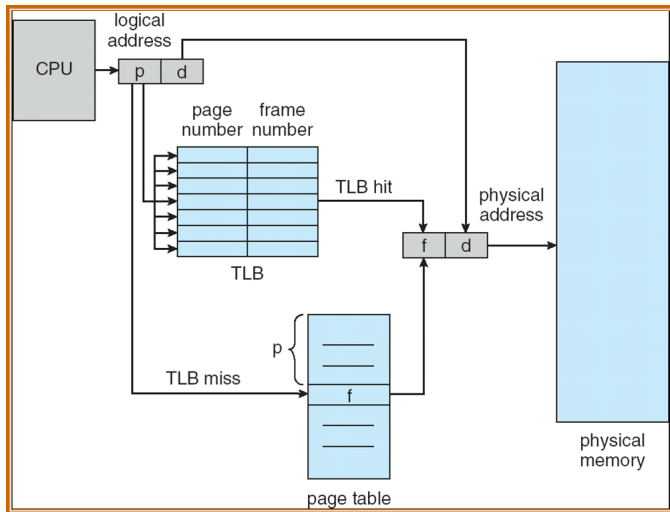 logical
address
CPU
p d
page
number
frame
number
TLB hit
physical
address
f d
TLB
p
TLB miss
f
physical
memory
page table